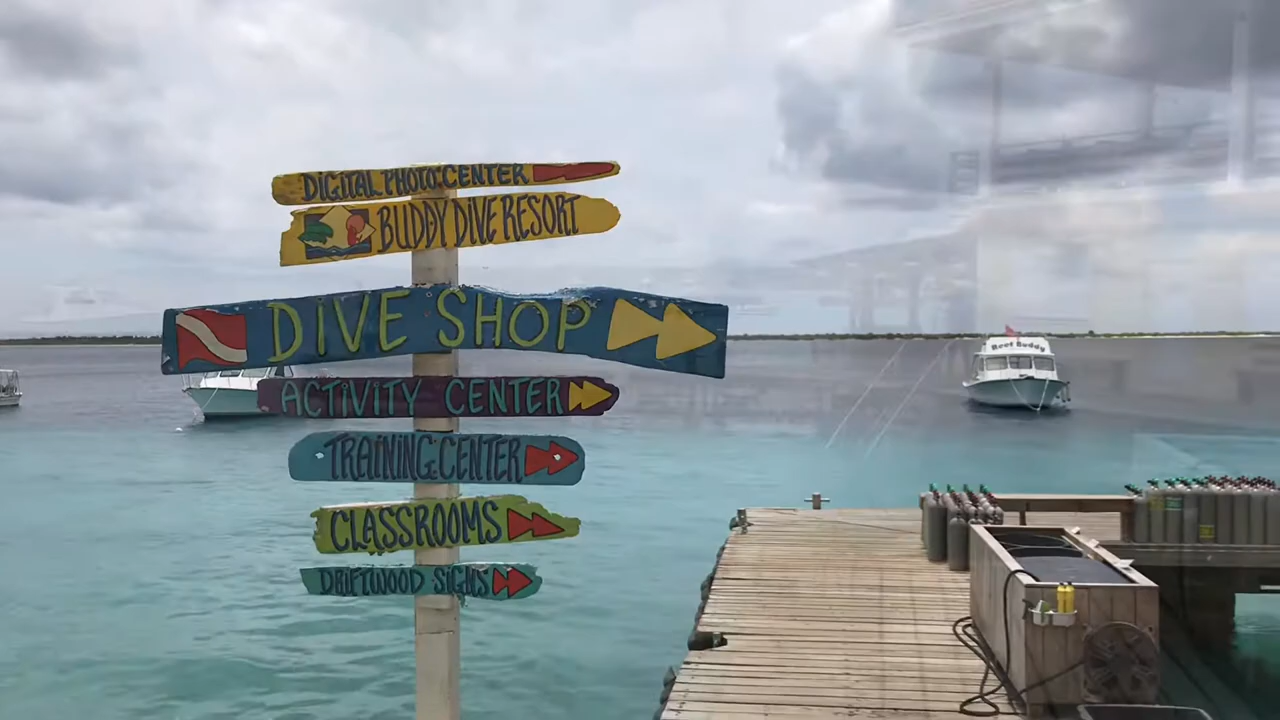 DIGITAL PHOTO CENTER
BUDDY DIVE RESORT
DIVE SHOP
ACTIVITY CENTER
TRAINING CENTER
CLASSROOMS
DRIFTWOOD SIGNS
Reef Buddy